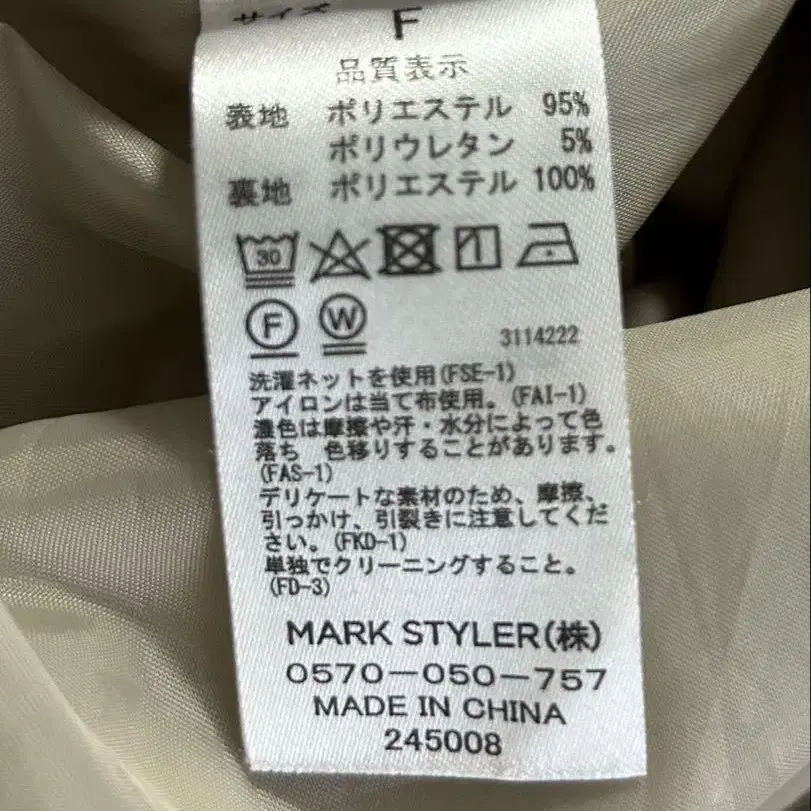 サイズ F
品質表示
表地 ポリエステル 95%
ポリウレタン 5%
裏地 ポリエステル 100%
30
F W 3114222
洗濯ネットを使用(FSE-1)
アイロンは当て布使用。(FAI-1)
濃色は摩擦や汗・水分によって色
落ち 色移りすることがあります。
(FAS-1)
デリケートな素材のため、摩擦、
引っかけ、引裂きに注意してくだ
さい。(FKD-1)
単独でクリーニングすること。
(FD-3)
MARK STYLER(株)
0570-050-757
MADE IN CHINA
245008